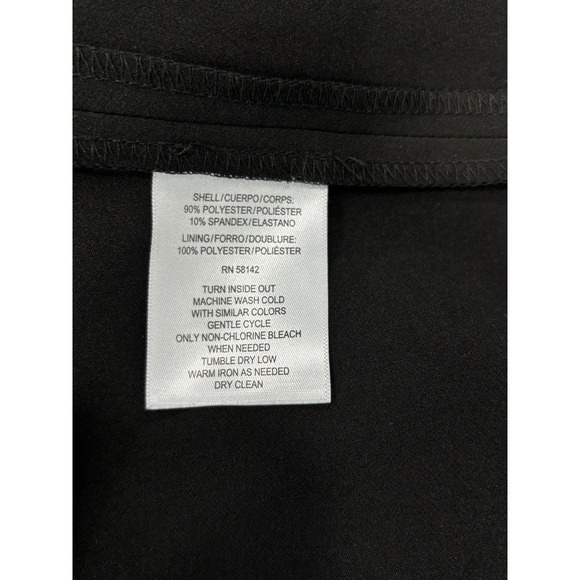 SHELL/CUERPO/CORPS:
90% POLYESTER/POLIÉSTER
10% SPANDEX/ELASTANO
LINING/FORRO/DOUBLURE:
100% POLYESTER/POLIÉSTER
RN 58142
TURN INSIDE OUT
MACHINE WASH COLD
WITH SIMILAR COLORS
GENTLE CYCLE
ONLY NON-CHLORINE BLEACH
WHEN NEEDED
TUMBLE DRY LOW
WARM IRON AS NEEDED
DRY CLEAN